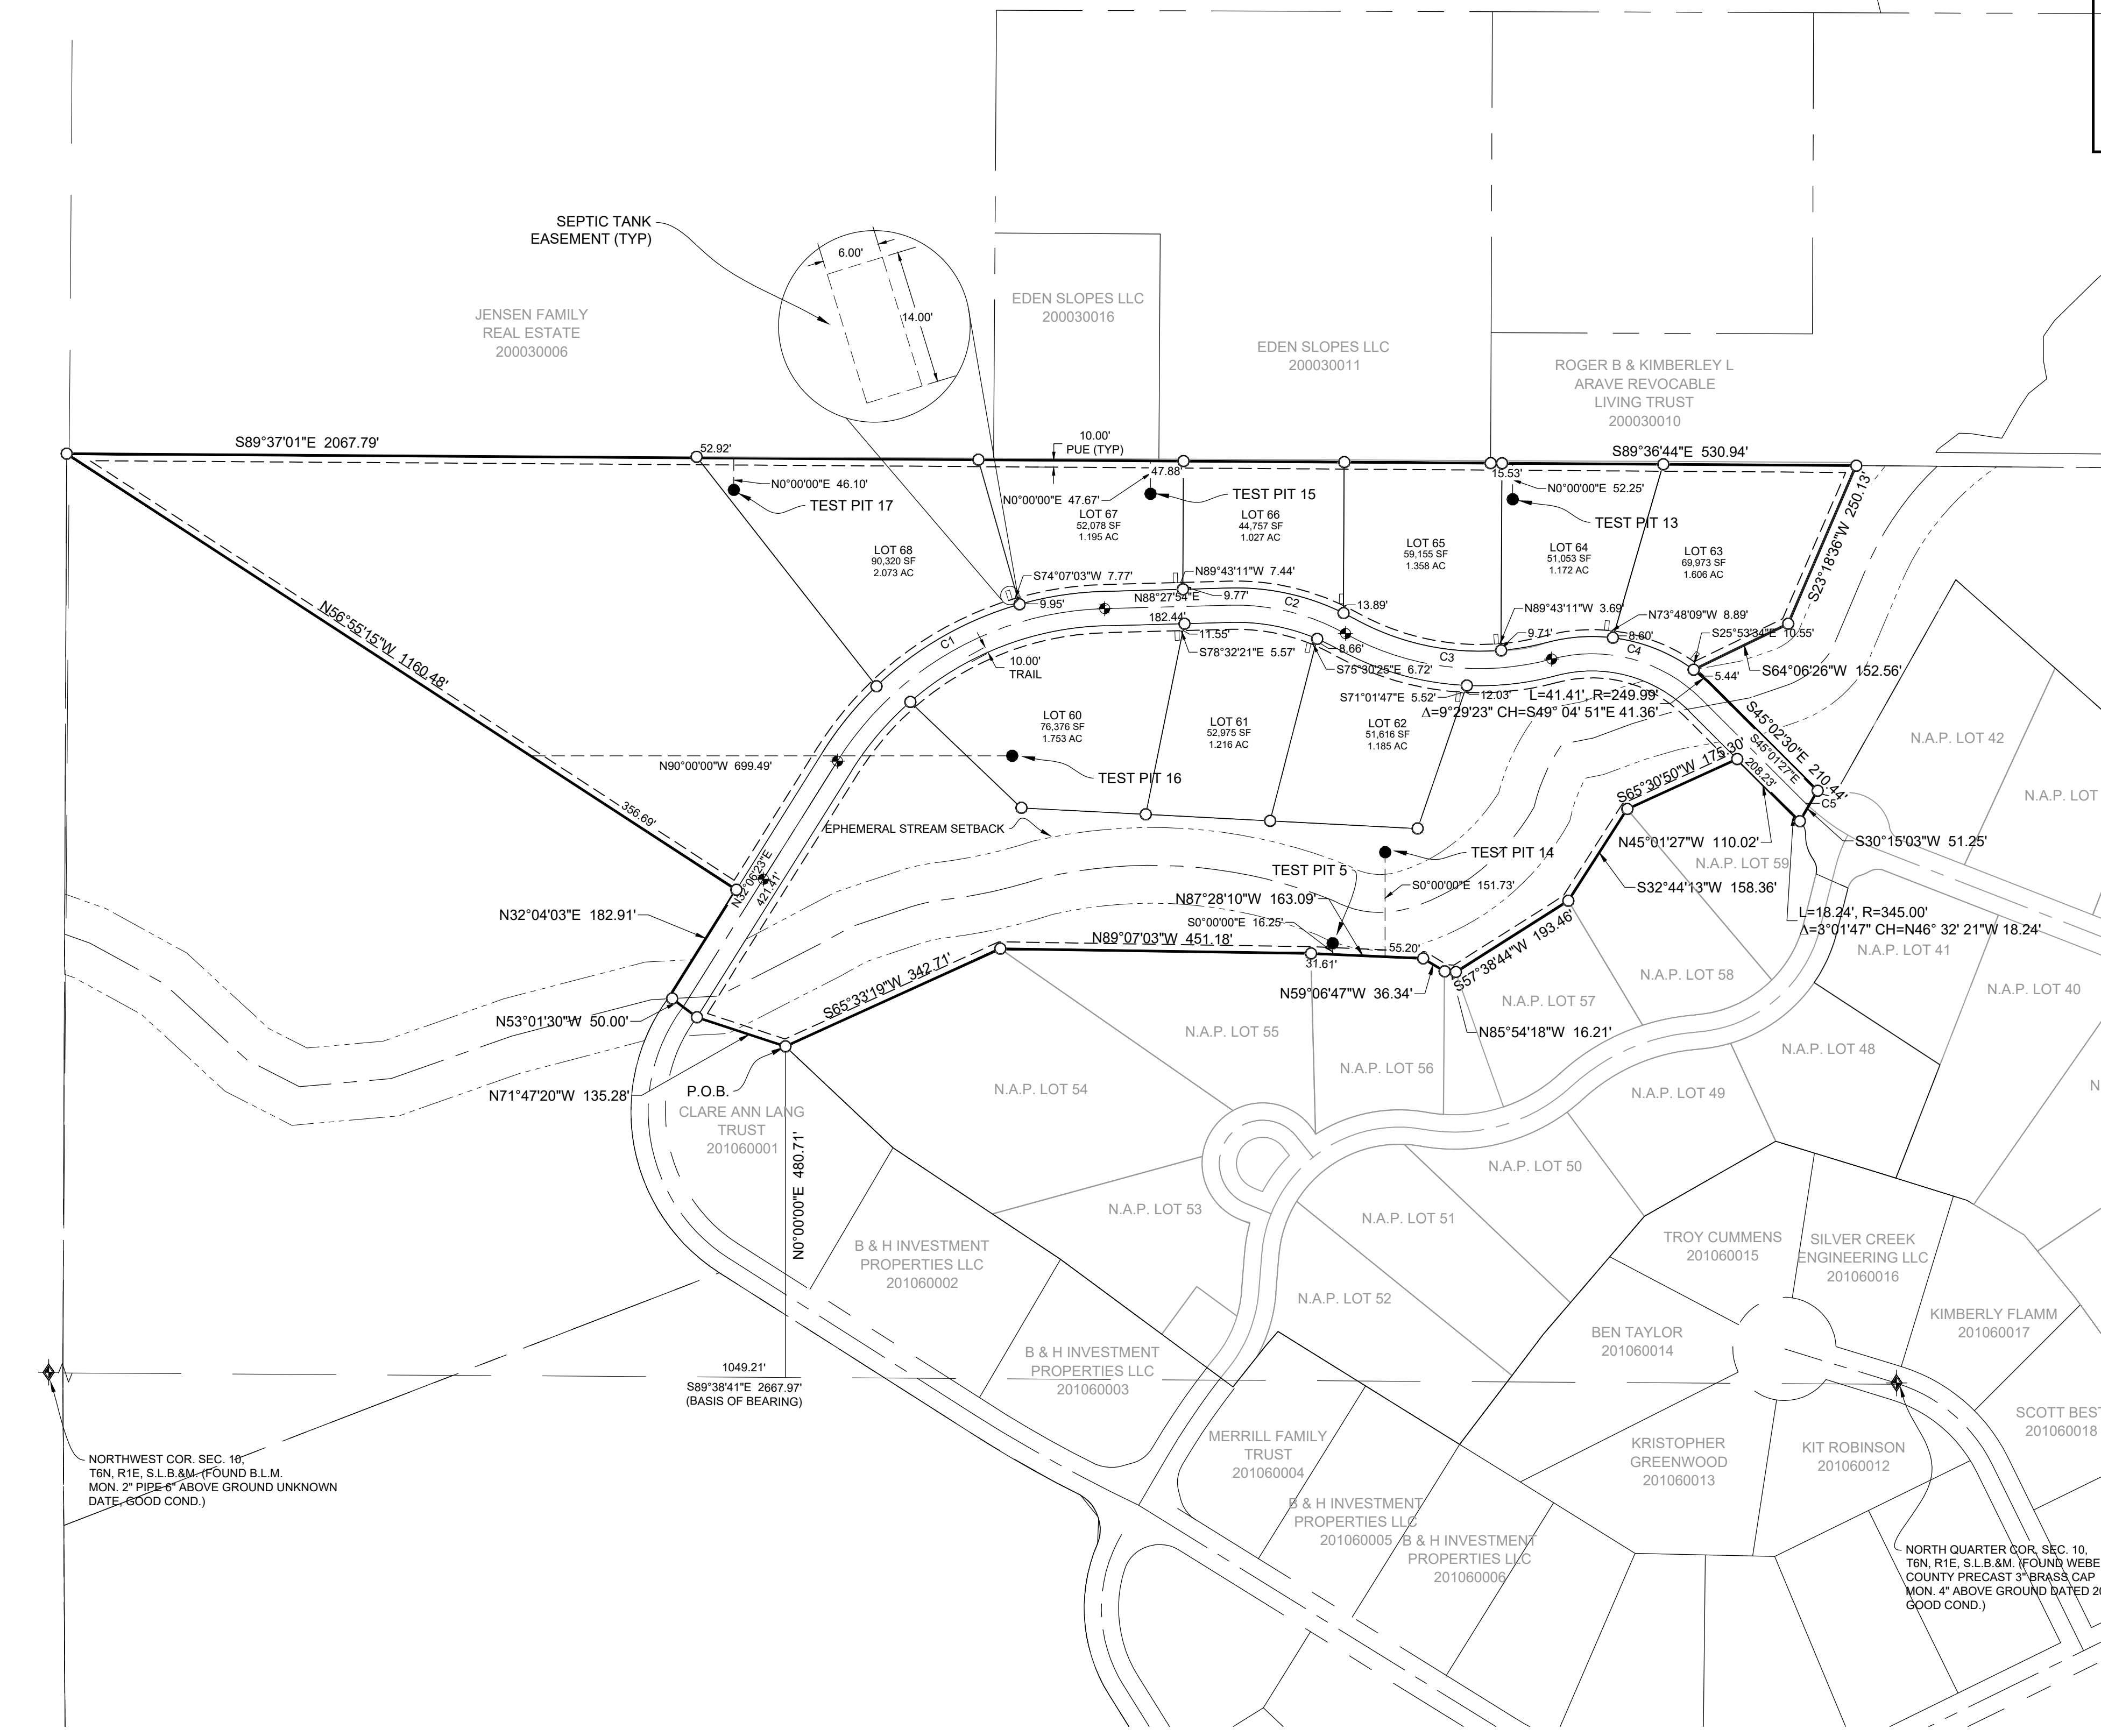 SEPTIC TANK
EASEMENT (TYP)
6.00'
14.00'
JENSEN FAMILY
REAL ESTATE
200030006
EDEN SLOPES LLC
200030016
EDEN SLOPES LLC
200030011
ROGER B & KIMBERLEY L
ARAVE REVOCABLE
LIVING TRUST
200030010
S89°37'01"E 2067.79'
52.92'
10.00'
PUE (TYP)
47.88'
15.53'
S89°36'44"E 530.94'
N0°00'00"E 46.10'
TEST PIT 17
N0°00'00"E 47.67'
TEST PIT 15
N0°00'00"E 52.25'
TEST PIT 13
S23°18'36"W 250.13'
LOT 68
90,320 SF
2.073 AC
LOT 67
52,078 SF
1.195 AC
LOT 66
44,757 SF
1.027 AC
LOT 65
59,155 SF
1.358 AC
LOT 64
51,053 SF
1.172 AC
LOT 63
69,973 SF
1.606 AC
S74°07'03"W 7.77'
9.95'
N89°43'11"W 7.44'
N88°27'54"E
182.44'
9.77'
C2
13.89'
N89°43'11"W 3.69'
9.71'
N73°48'09"W 8.89'
8.60'
S25°53'34"E 10.55'
C1
10.00'
TRAIL
11.55'
S78°32'21"E 5.57'
8.66'
S75°30'25"E 6.72'
C3
C4
S64°06'26"W 152.56'
5.44'
S71°01'47"E 5.52'
12.03'
L=41.41', R=249.99'
Δ=9°29'23" CH=S49° 04' 51"E 41.36'
N56°55'15"W 1160.48'
356.69'
LOT 60
76,376 SF
1.753 AC
LOT 61
52,975 SF
1.216 AC
LOT 62
51,616 SF
1.185 AC
S45°02'30"E 210.44'
S45°01'27"E
208.23'
C5
N90°00'00"W 699.49'
TEST PIT 16
S65°30'50"W 175.30'
EPHEMERAL STREAM SETBACK
N45°01'27"W 110.02'
S30°15'03"W 51.25'
N.A.P. LOT 42
N.A.P. LOT
N.A.P. LOT 59
TEST PIT 14
TEST PIT 5
S0°00'00"E 151.73'
S32°44'13"W 158.36'
N32°06'23"E
421.41'
N32°04'03"E 182.91'
N87°28'10"W 163.09'
S0°00'00"E 16.25'
L=18.24', R=345.00'
Δ=3°01'47" CH=N46° 32' 21"W 18.24'
N89°07'03"W 451.18'
31.61'
55.20'
S57°38'44"W 193.46'
N59°06'47"W 36.34'
N85°54'18"W 16.21'
S65°33'19"W 342.71'
N53°01'30"W 50.00'
N71°47'20"W 135.28'
P.O.B.
N.A.P. LOT 41
N.A.P. LOT 58
N.A.P. LOT 57
N.A.P. LOT 40
N.A.P. LOT 55
N.A.P. LOT 56
N.A.P. LOT 48
N.A.P. LOT 54
N.A.P. LOT 49
N
CLARE ANN LANG
TRUST
201060001
N0°00'00"E 480.71'
N.A.P. LOT 50
N.A.P. LOT 53
N.A.P. LOT 51
N.A.P. LOT 52
B & H INVESTMENT
PROPERTIES LLC
201060002
TROY CUMMENS
201060015
SILVER CREEK
ENGINEERING LLC
201060016
KIMBERLY FLAMM
201060017
BEN TAYLOR
201060014
B & H INVESTMENT
PROPERTIES LLC
201060003
1049.21'
S89°38'41"E 2667.97'
(BASIS OF BEARING)
SCOTT BEST
201060018
MERRILL FAMILY
TRUST
201060004
KRISTOPHER
GREENWOOD
201060013
KIT ROBINSON
201060012
NORTHWEST COR. SEC. 10,
T6N, R1E, S.L.B.&M. (FOUND B.L.M.
MON. 2" PIPE 6" ABOVE GROUND UNKNOWN
DATE, GOOD COND.)
B & H INVESTMENT
PROPERTIES LLC
201060005
B & H INVESTMENT
PROPERTIES LLC
201060006
NORTH QUARTER COR. SEC. 10,
T6N, R1E, S.L.B.&M. (FOUND WEBE
COUNTY PRECAST 3" BRASS CAP
MON. 4" ABOVE GROUND DATED 20
GOOD COND.)